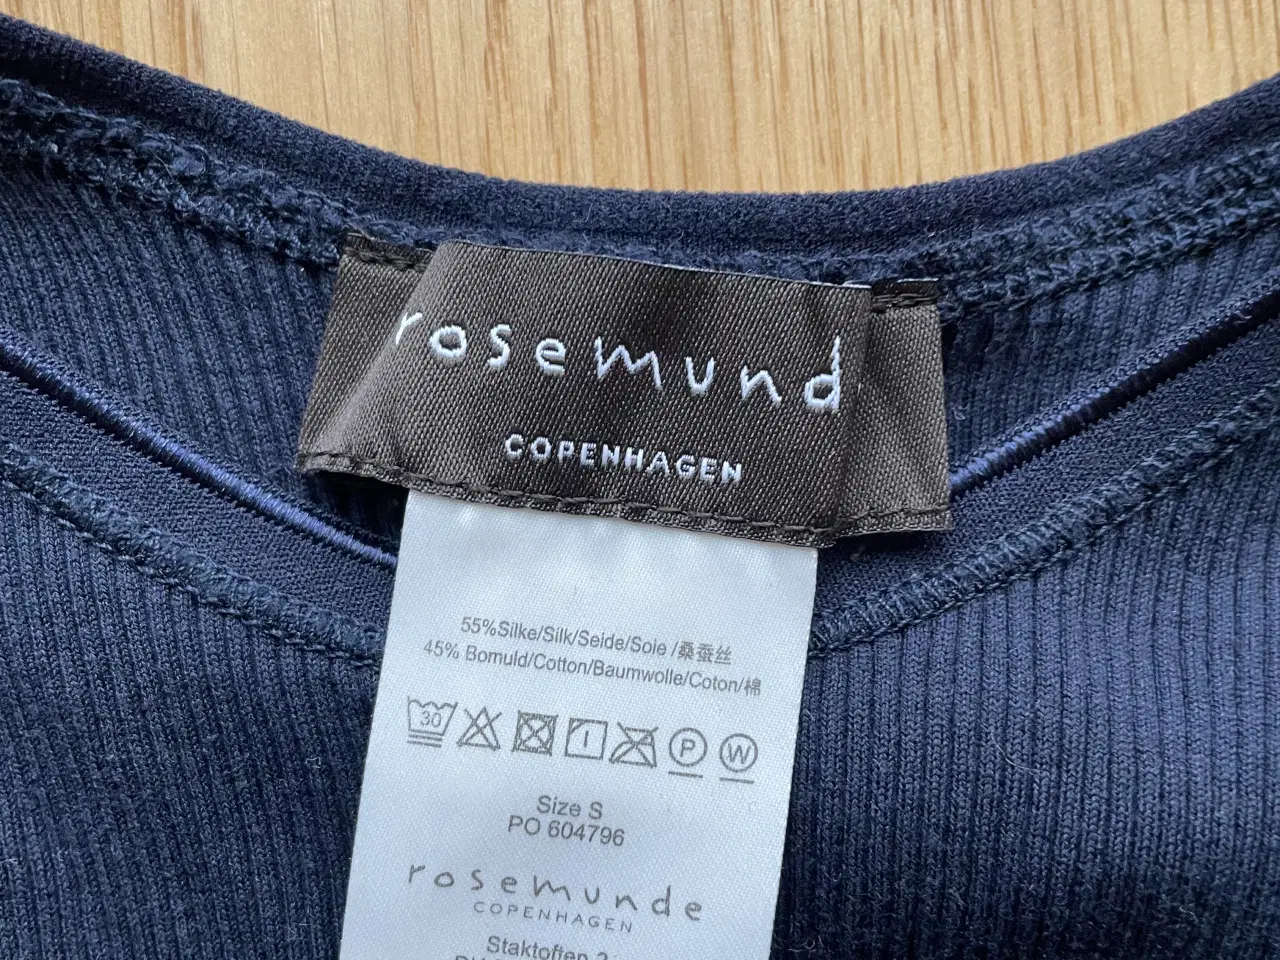 rosemund
COPENHAGEN
55%Silke/Silk/Seide/Soie /桑蚕丝
45% Bomuld/Cotton/Baumwolle/Coton/棉
30
P
W
Size S
PO 604796
rosemunde
COPENHAGEN
Staktoften